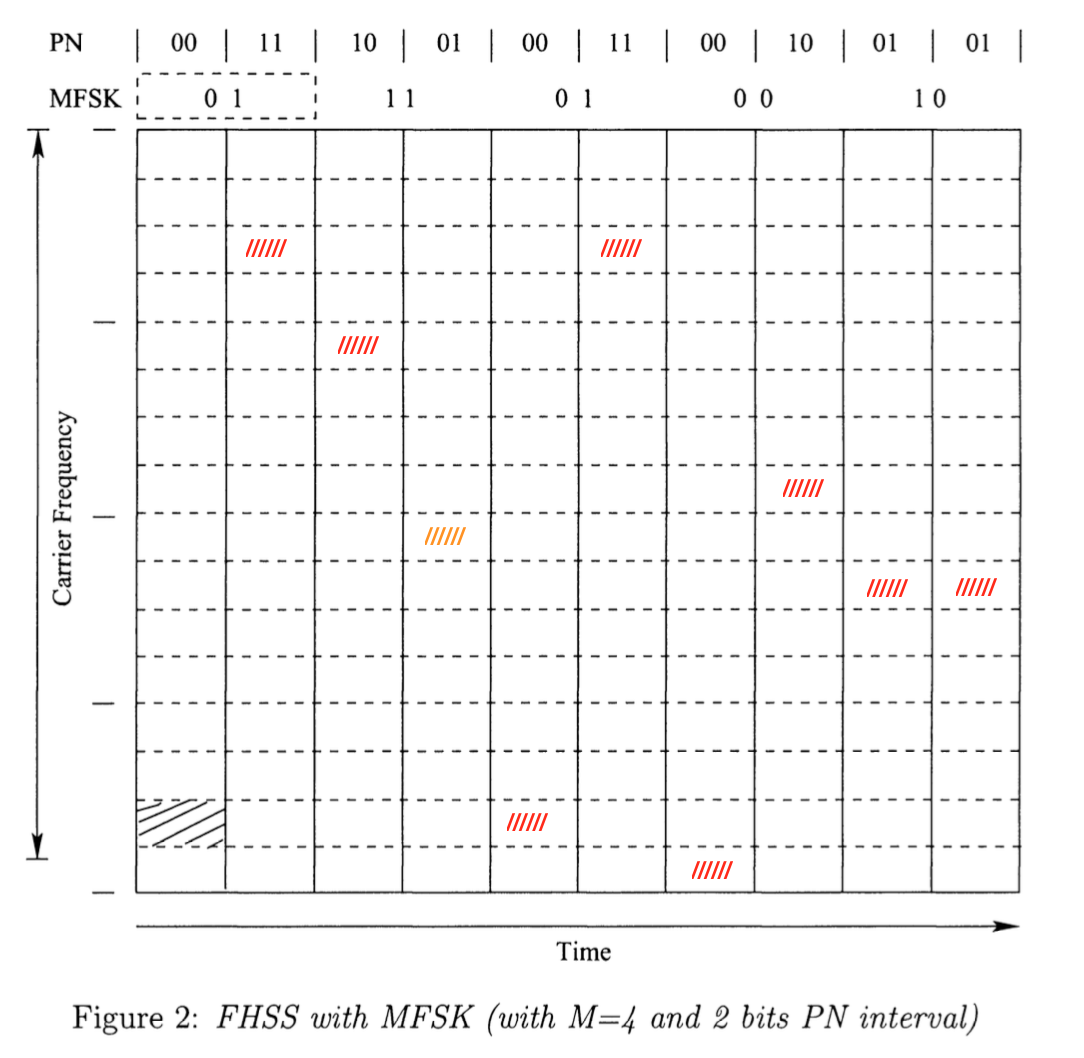 PN | 00 | 11 | 10 | 01 | 00 | 11 | 00 | 10 | 01 | 01 |
MFSK 0 1 1 1 0 1 0 0 1 0
Carrier Frequency
Time
Figure 2: FHSS with MFSK (with M=4 and 2 bits PN interval)